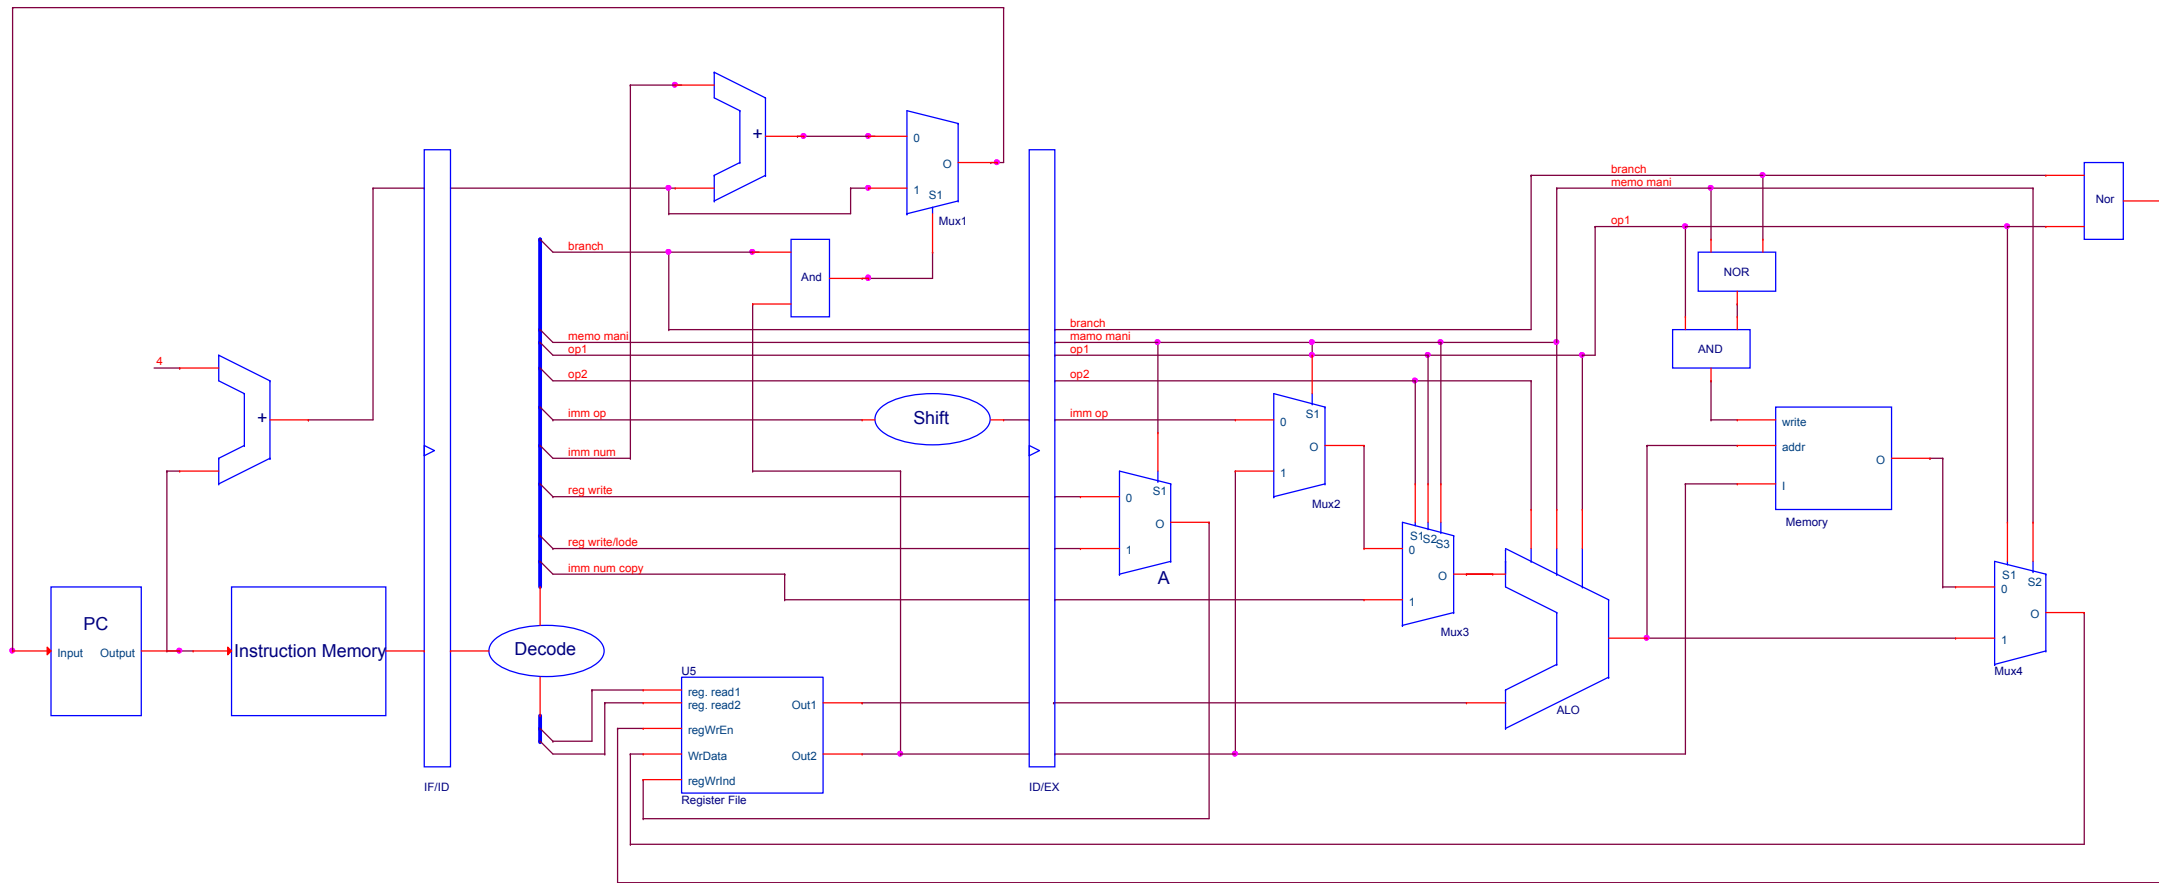 +
0
O
1
S1
Mux1
branch
memo mani
op1
Nor
branch
And
NOR
AND
4
+
memo mani
op1
op2
imm op
imm num
reg write
reg write/lode
imm num copy
Shift
branch
mamo mani
op1
op2
imm op
S1
0
O
1
Mux2
S1
0
O
1
A
S1
S2
S3
0
O
1
Mux3
write
addr
O
I
Memory
S1
S2
0
O
1
Mux4
PC
Input
Output
Instruction Memory
Decode
U5
reg. read1
reg. read2
regWrEn
WrData
regWrInd
Out1
Out2
Register File
ALO
IF/ID
ID/EX